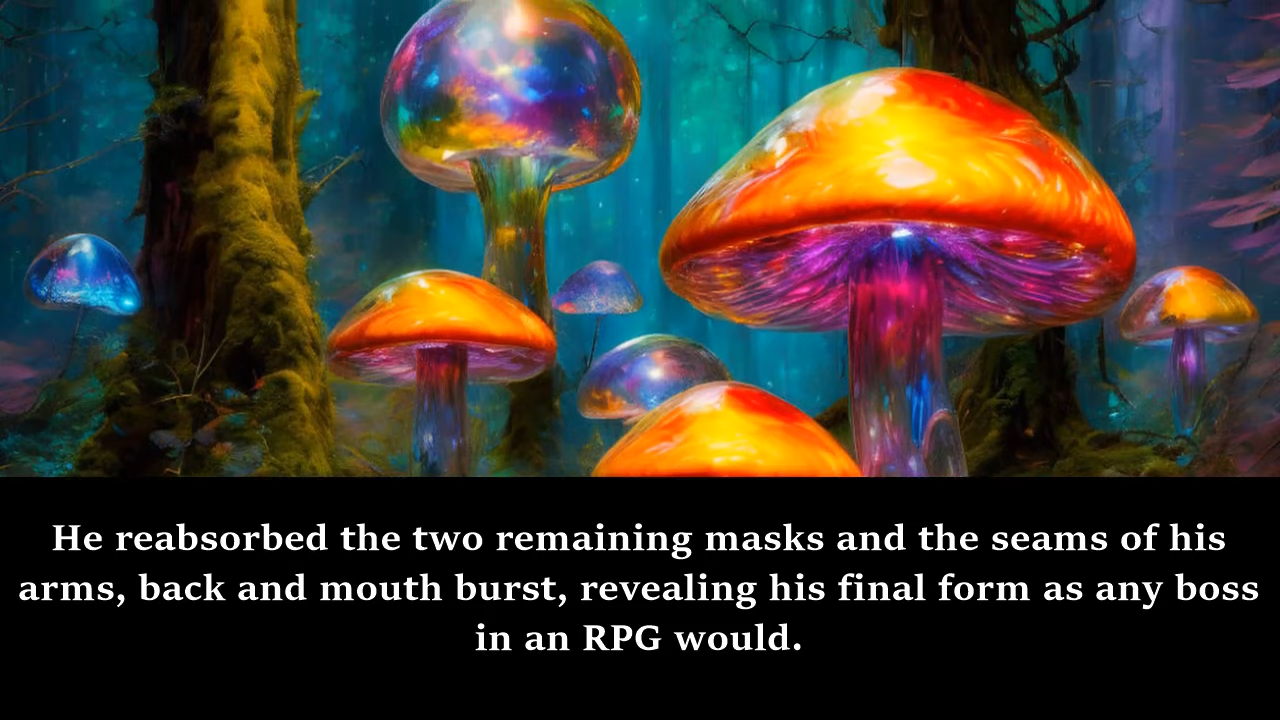 He reabsorbed the two remaining masks and the seams of his
arms, back and mouth burst, revealing his final form as any boss
in an RPG would.